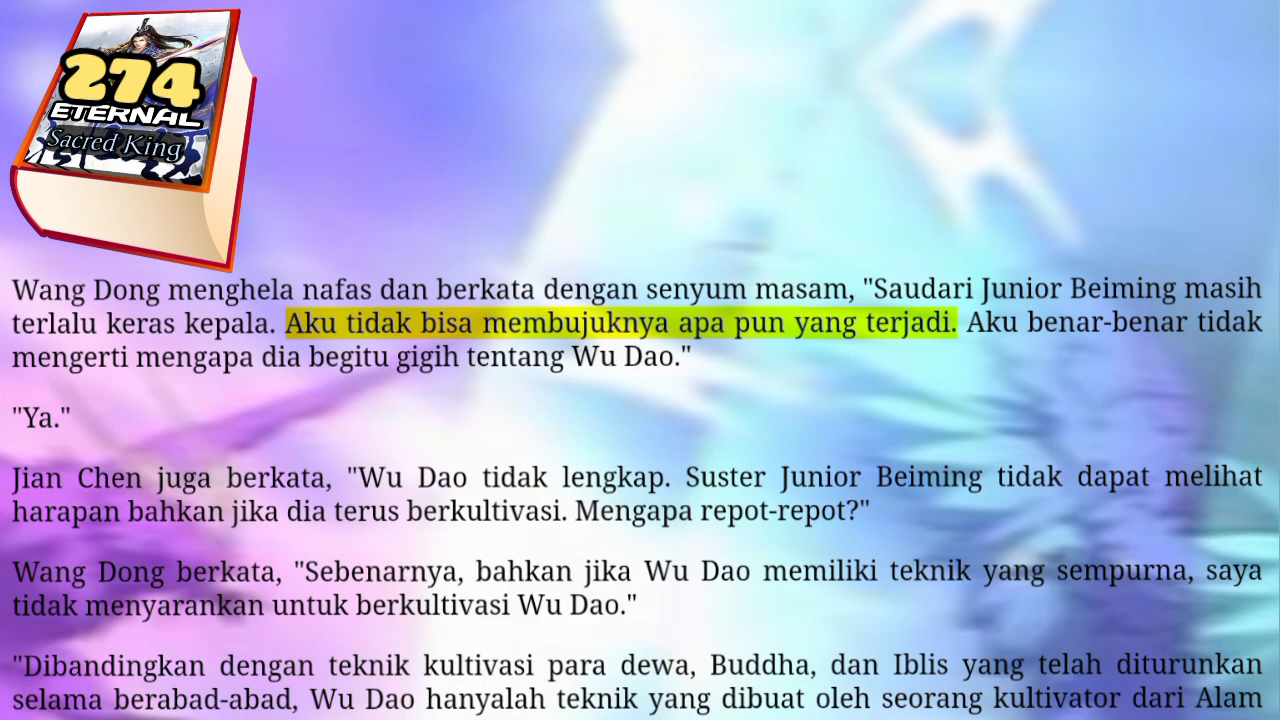 274
ETERNAL
Sacred King
Wang Dong menghela nafas dan berkata dengan senyum masam, "Saudari Junior Beiming masih
terlalu keras kepala. Aku tidak bisa membujuknya apa pun yang terjadi. Aku benar-benar tidak
mengerti mengapa dia begitu gigih tentang Wu Dao."
"Ya."
Jian Chen juga berkata, "Wu Dao tidak lengkap. Suster Junior Beiming tidak dapat melihat
harapan bahkan jika dia terus berkultivasi. Mengapa repot-repot?"
Wang Dong berkata, "Sebenarnya, bahkan jika Wu Dao memiliki teknik yang sempurna, saya
tidak menyarankan untuk berkultivasi Wu Dao."
"Dibandingkan dengan teknik kultivasi para dewa, Buddha, dan Iblis yang telah diturunkan
selama berabad-abad, Wu Dao hanyalah teknik yang dibuat oleh seorang kultivator dari Alam